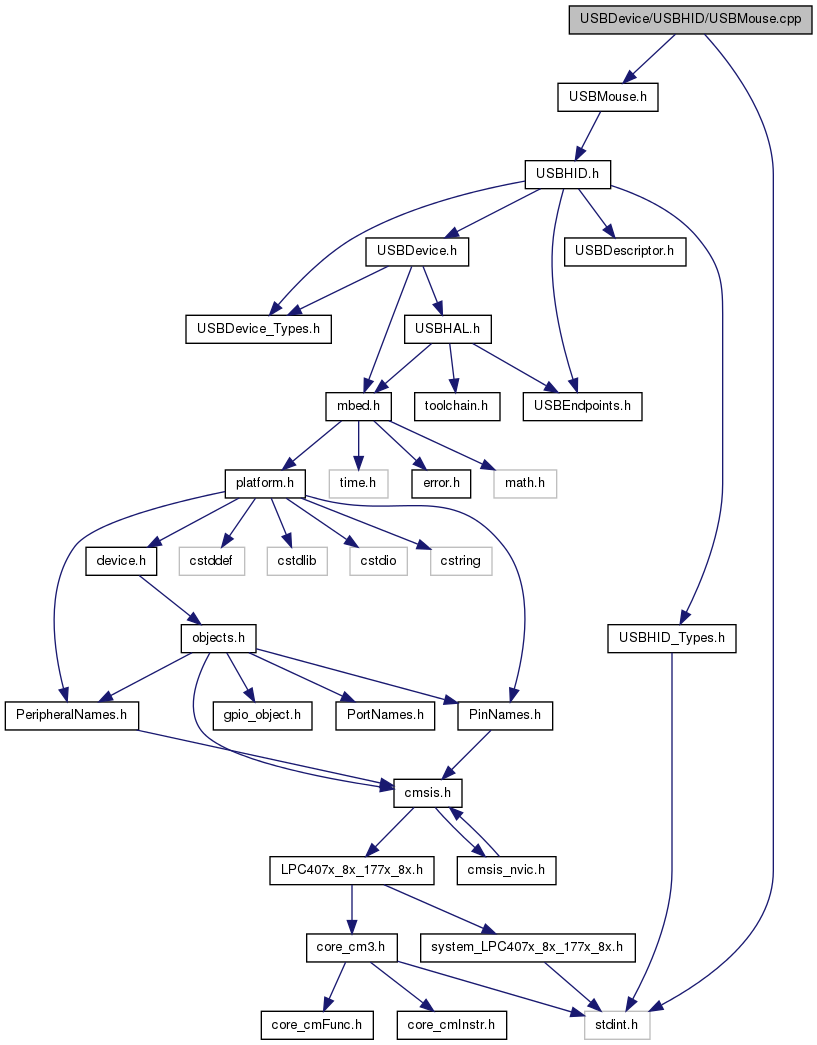 USBDevice/USBHID/USBMouse.cpp
USBMouse.h
USBHID.h
USBDevice.h
USBDescriptor.h
USBDevice_Types.h
USBHAL.h
mbed.h
toolchain.h
USBEndpoints.h
platform.h
time.h
error.h
math.h
device.h
cstddef
cstdlib
cstdio
cstring
objects.h
USBHID_Types.h
PeripheralNames.h
gpio_object.h
PortNames.h
PinNames.h
cmsis.h
LPC407x_8x_177x_8x.h
cmsis_nvic.h
core_cm3.h
system_LPC407x_8x_177x_8x.h
core_cmFunc.h
core_cmInstr.h
stdint.h